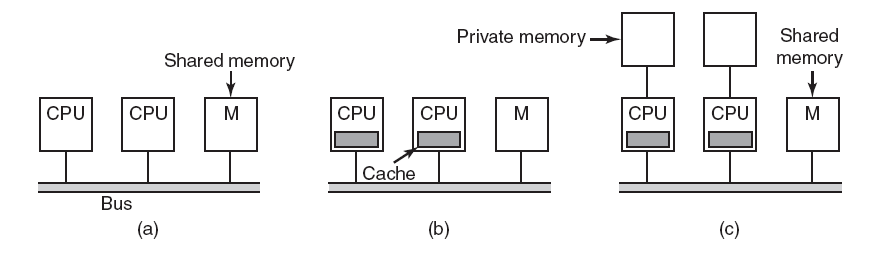 Shared memory
CPU
CPU
M
Bus
(a)
CPU
CPU
M
Cache
(b)
Private memory
Shared
memory
CPU
CPU
M
(c)